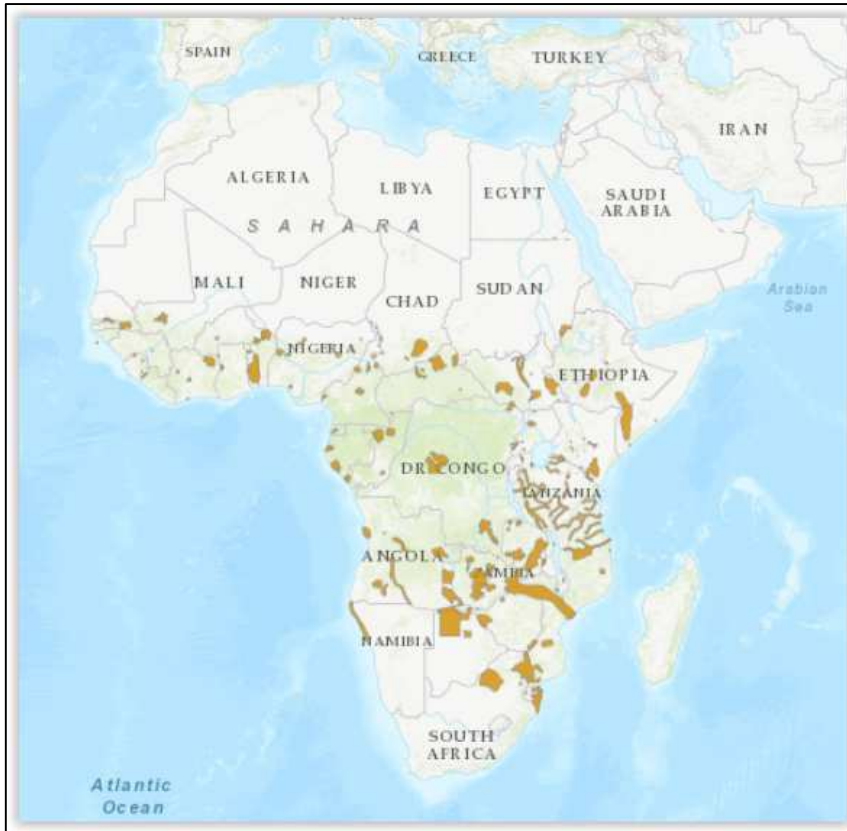 SPAIN
GREECE
TURKEY
IRAN
ALGERIA
LIBYA
EGYPT
SAUDI
ARABIA
SAHARA
MALI
NIGER
CHAD
SUDAN
Arabian
Sea
NIGERIA
ETHIOPIA
DR CONGO
TANZANIA
ANGOLA
ZAMBIA
NAMIBIA
SOUTH
AFRICA
Atlantic
Ocean